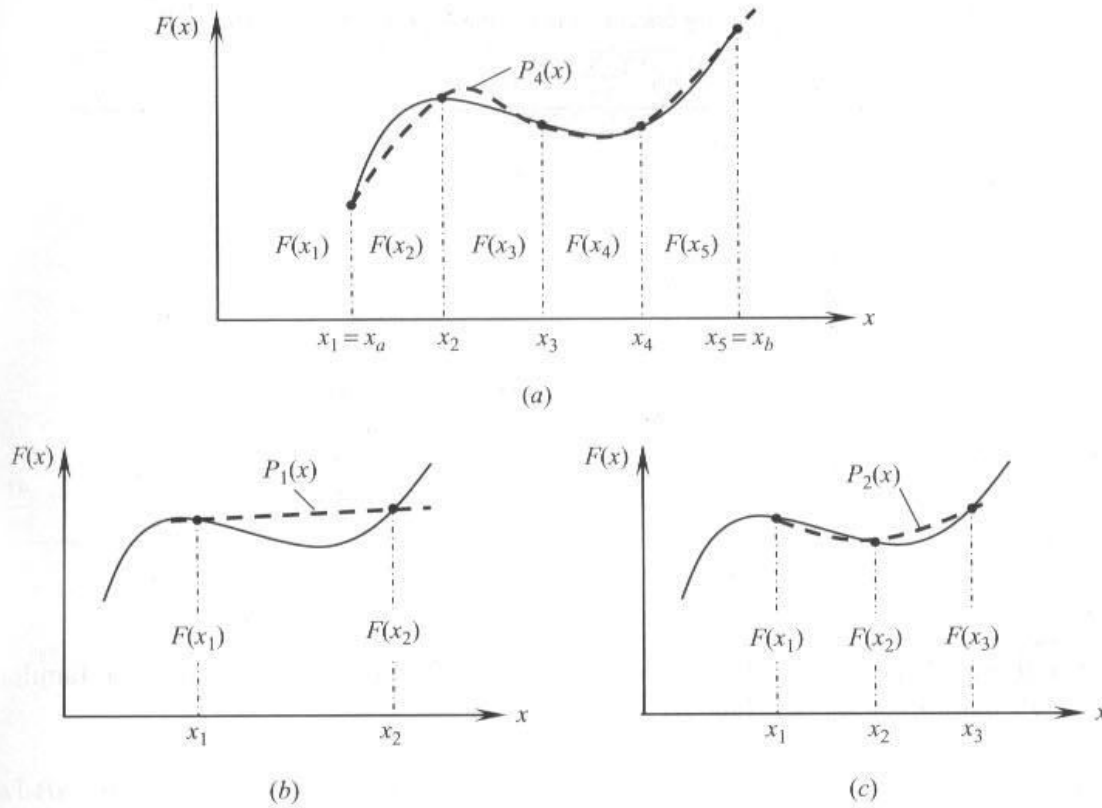 F(x)
P₄(x)
F(x₁) F(x₂) F(x₃) F(x₄) F(x₅)
x
x₁ = xₐ x₂ x₃ x₄ x₅ = x_b
(a)
F(x) F(x)
P₁(x) P₂(x)
F(x₁) F(x₂) F(x₁) F(x₂) F(x₃)
x x
x₁ x₂ x₁ x₂ x₃
(b) (c)